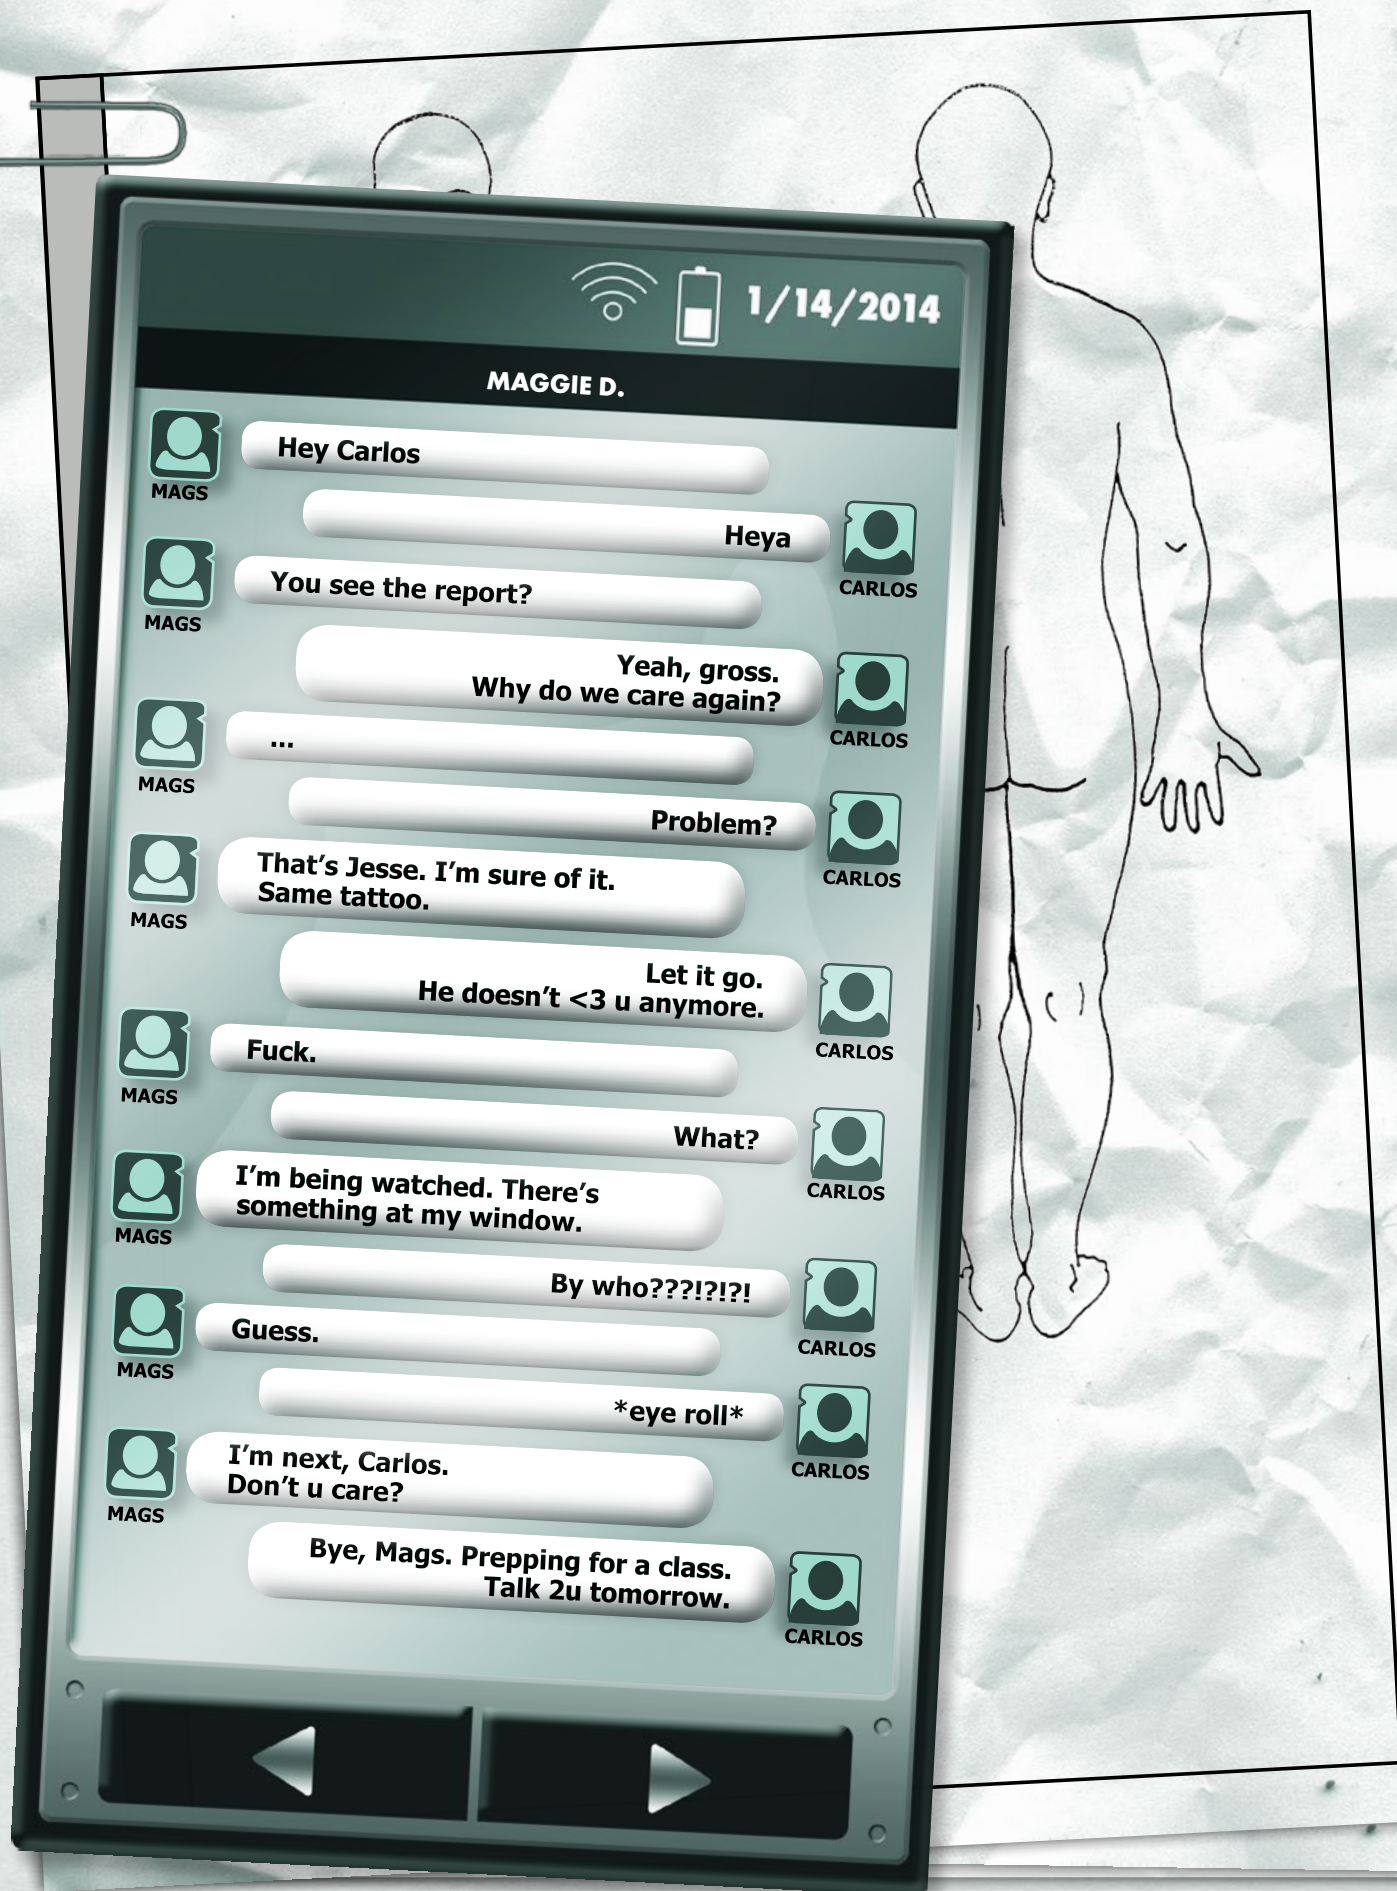 1/14/2014
MAGGIE D.
Hey Carlos
MAGS
Heya
CARLOS
You see the report?
MAGS
Yeah, gross.
Why do we care again?
CARLOS
...
MAGS
Problem?
CARLOS
That's Jesse. I'm sure of it.
Same tattoo.
MAGS
Let it go.
He doesn't <3 u anymore.
CARLOS
Fuck.
MAGS
What?
CARLOS
I'm being watched. There's
something at my window.
MAGS
By who???!?!?!
CARLOS
Guess.
MAGS
*eye roll*
CARLOS
I'm next, Carlos.
Don't u care?
MAGS
Bye, Mags. Prepping for a class.
Talk 2u tomorrow.
CARLOS